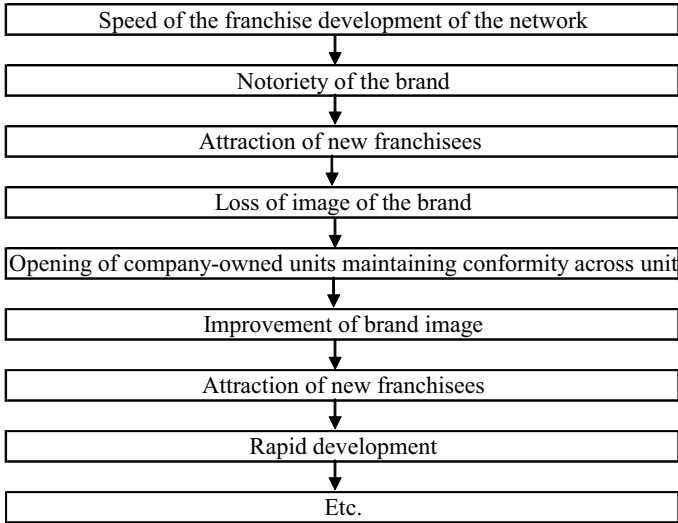 Speed of the franchise development of the network
Notoriety of the brand
Attraction of new franchisees
Loss of image of the brand
Opening of company-owned units maintaining conformity across unit
Improvement of brand image
Attraction of new franchisees
Rapid development
Etc.